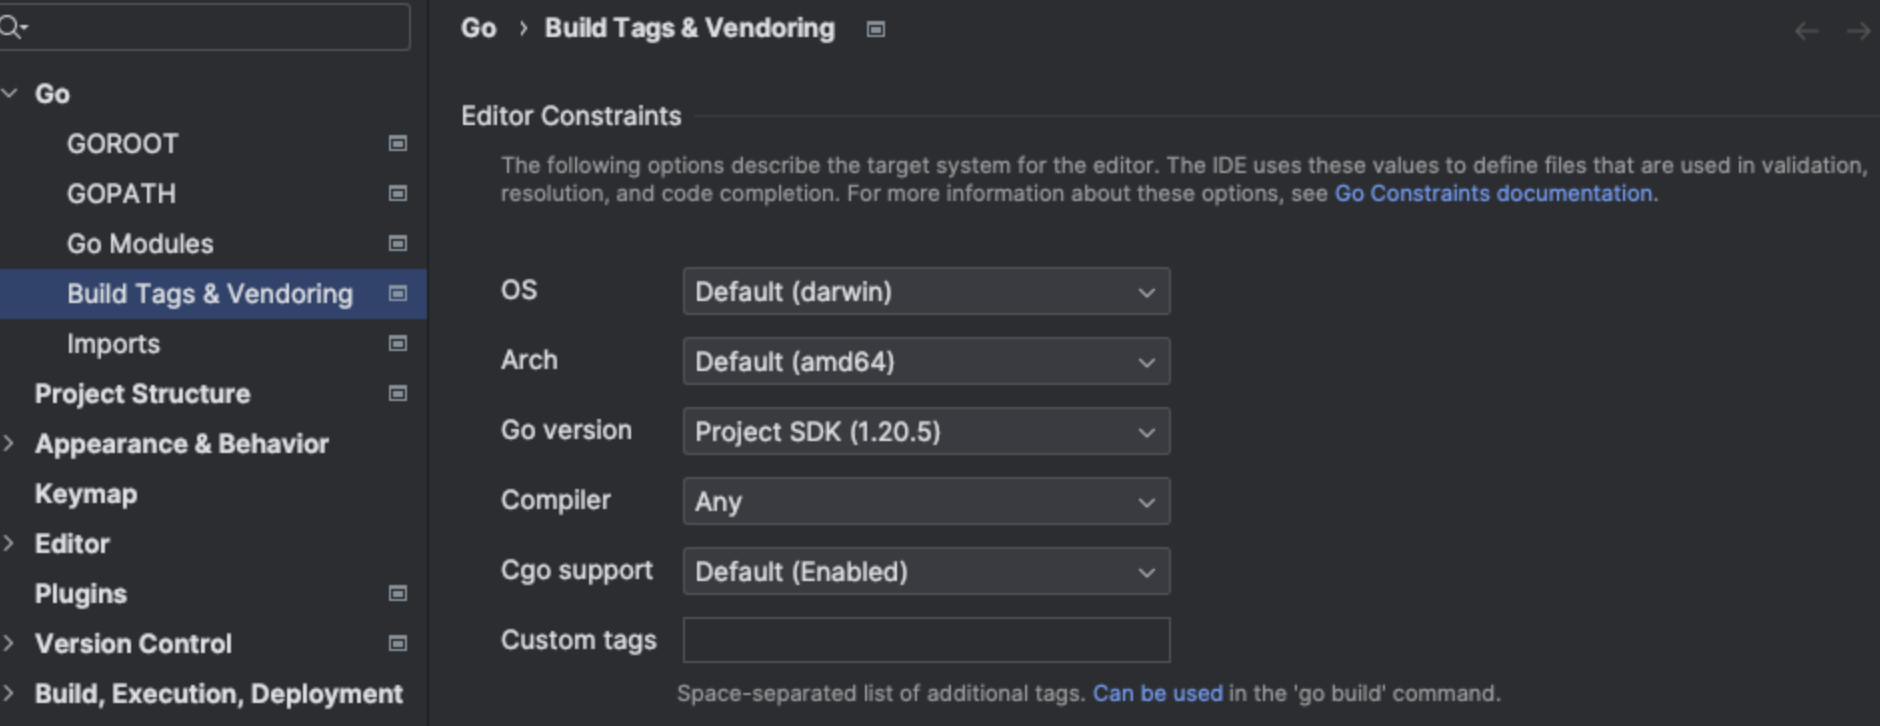 Go
GOROOT
GOPATH
Go Modules
Build Tags & Vendoring
Imports
Project Structure
Appearance & Behavior
Keymap
Editor
Plugins
Version Control
Build, Execution, Deployment
Go › Build Tags & Vendoring
Editor Constraints
The following options describe the target system for the editor. The IDE uses these values to define files that are used in validation,
resolution, and code completion. For more information about these options, see Go Constraints documentation.
OS Default (darwin)
Arch Default (amd64)
Go version Project SDK (1.20.5)
Compiler Any
Cgo support Default (Enabled)
Custom tags
Space-separated list of additional tags. Can be used in the 'go build' command.